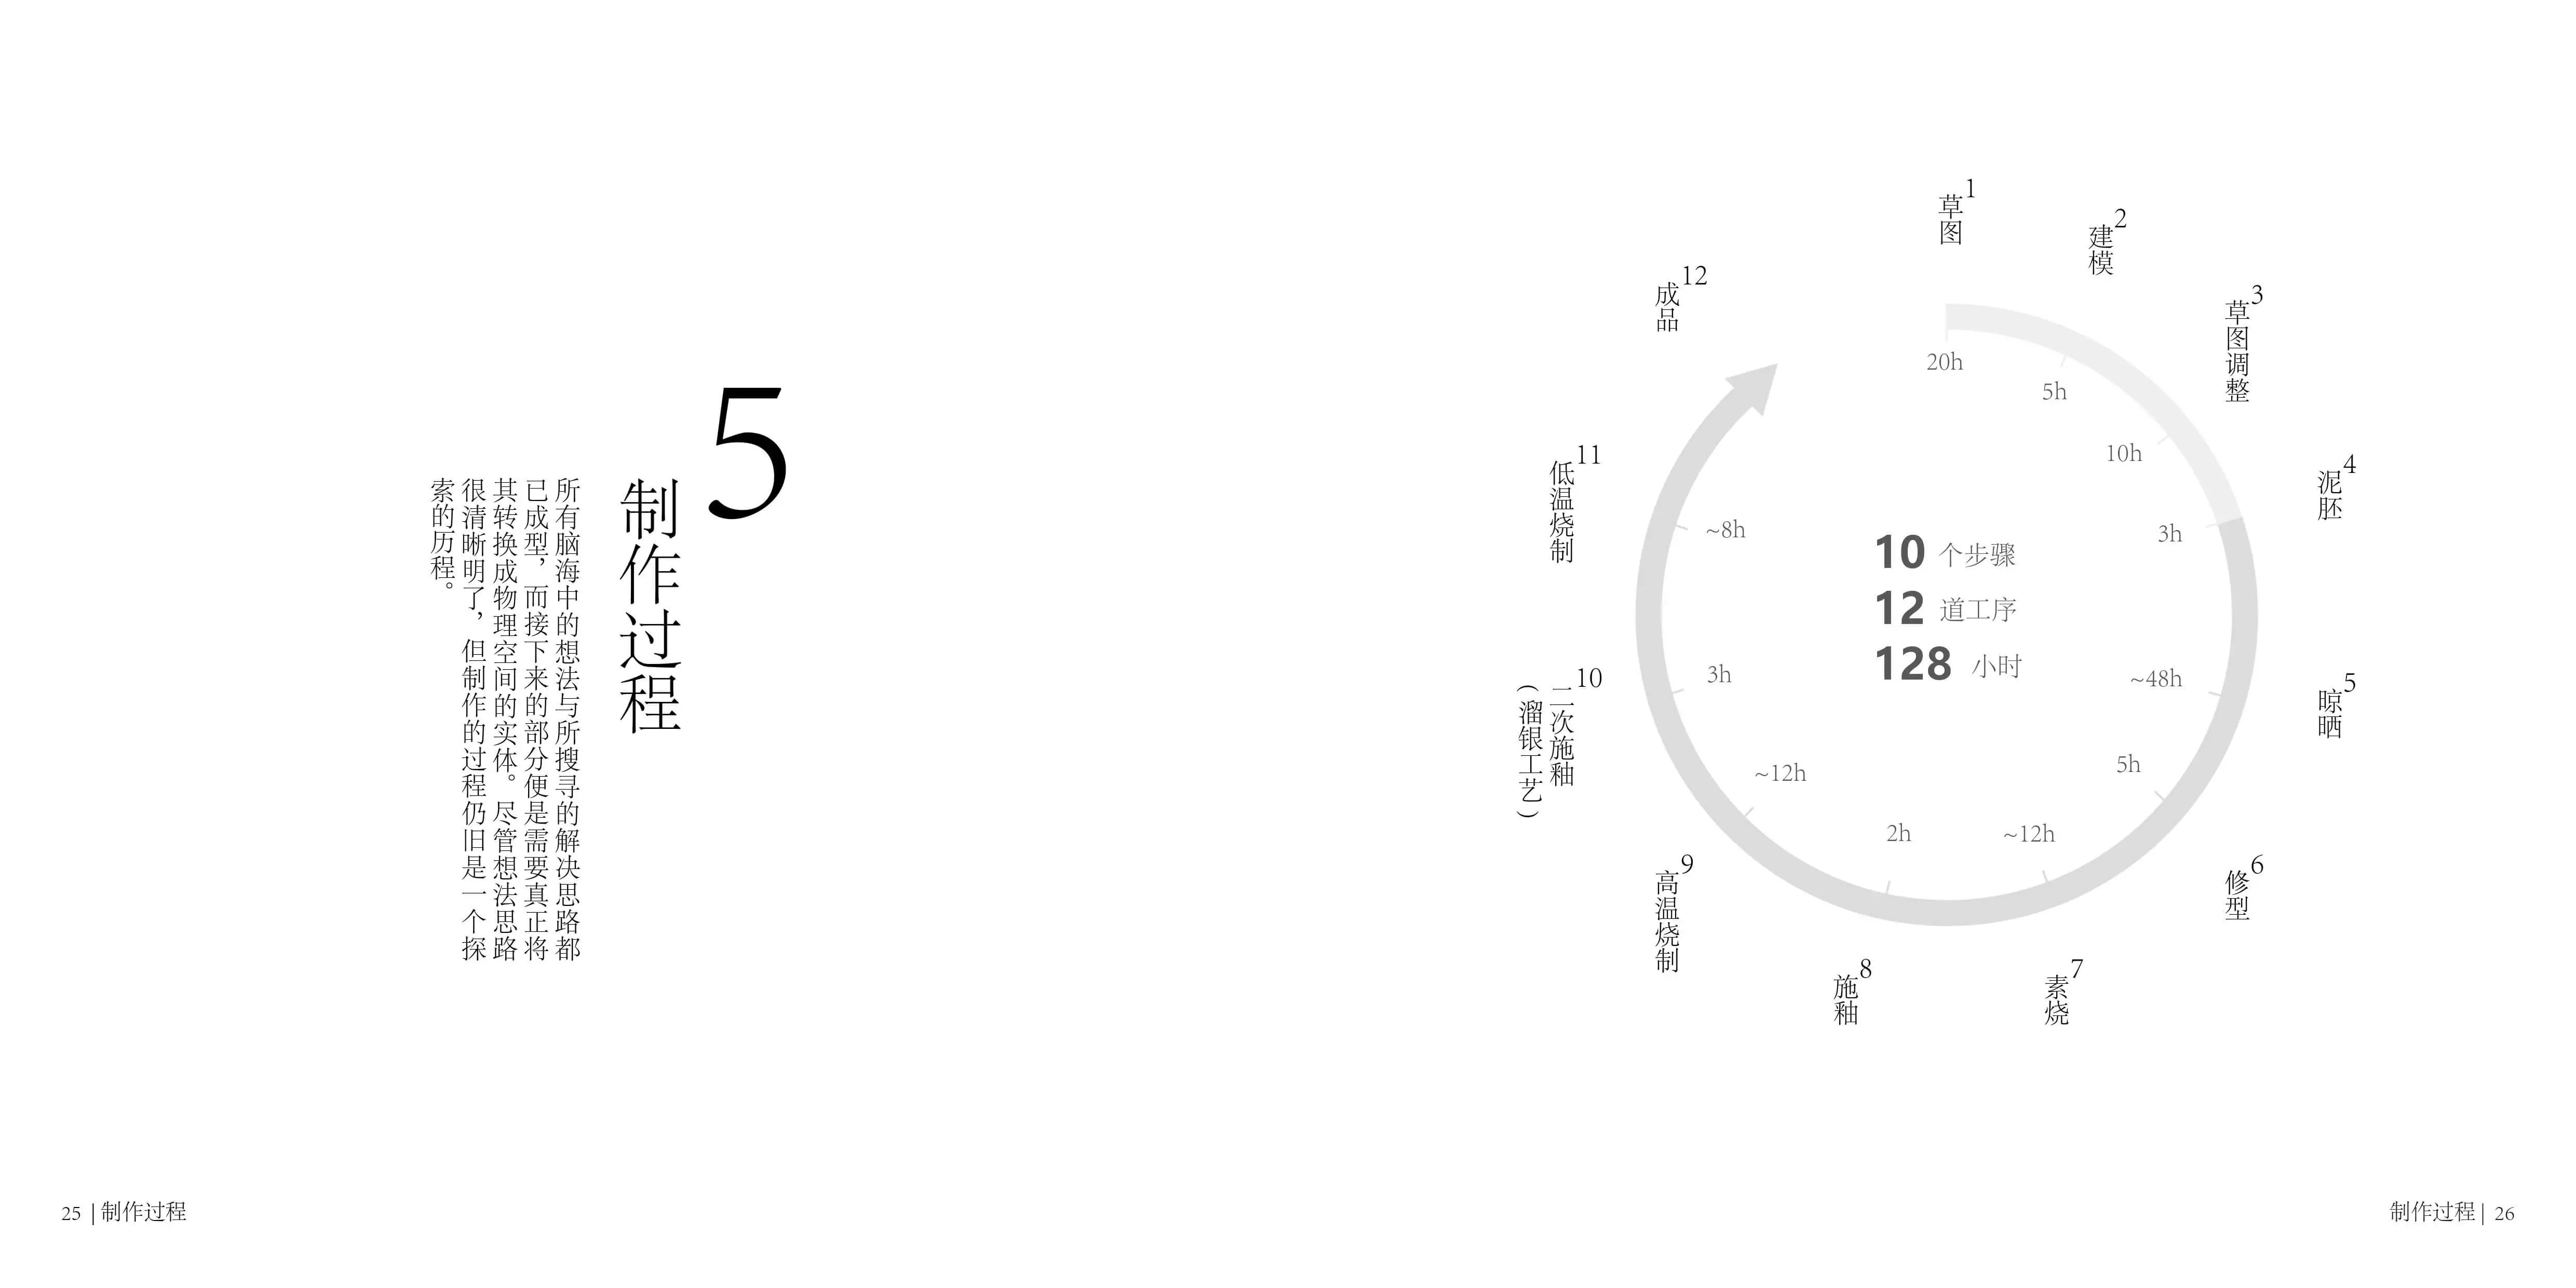 5
制作过程
所有脑海中的想法与所搜寻的解决思路都
已成型，而接下来的部分便是需要真正将
其转换成物理空间的实体。尽管想法思路
很清晰明了，但制作的过程仍旧是一个探
索的历程。
25 | 制作过程
1
草图
2
建模
3
草图调整
4
泥胚
5
晾晒
6
修型
7
素烧
8
施釉
9
高温烧制
10
二次施釉
（溜银工艺）
11
低温烧制
12
成品
20h
5h
10h
3h
~48h
5h
~12h
2h
~12h
3h
~8h
10 个步骤
12 道工序
128 小时
制作过程 | 26